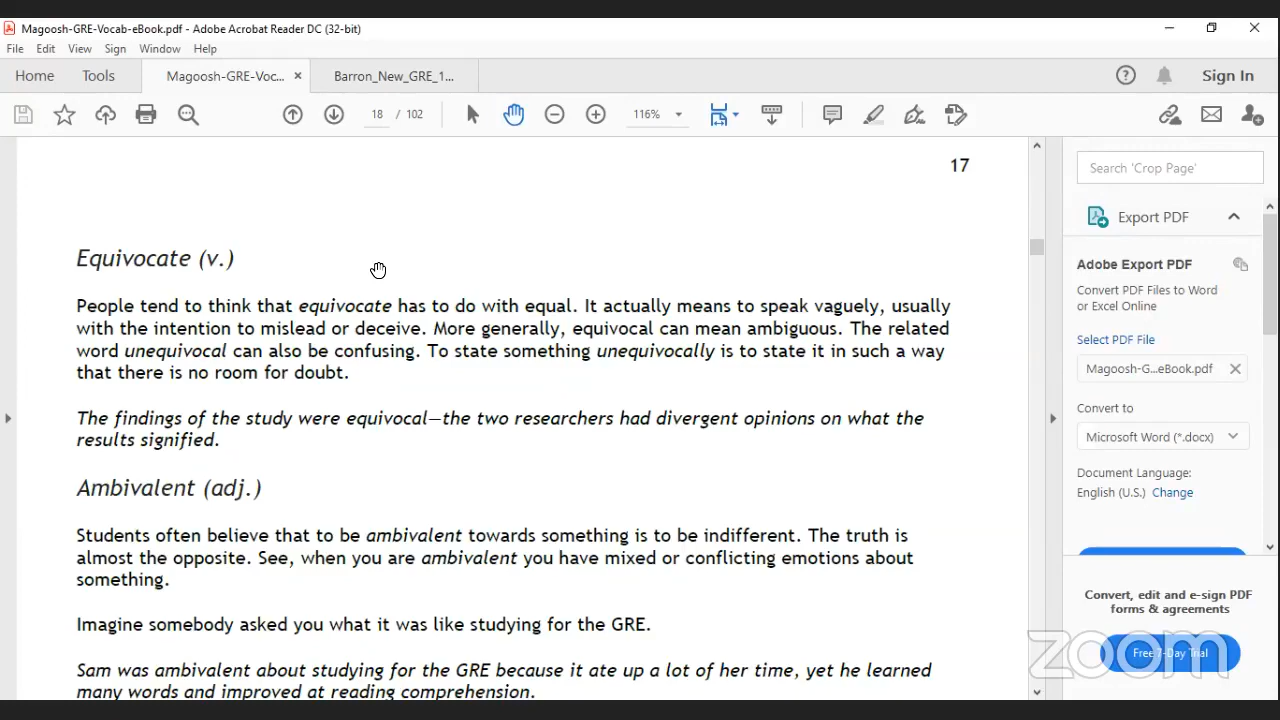 Magoosh-GRE-Vocab-eBook.pdf - Adobe Acrobat Reader DC (32-bit)
File Edit View Sign Window Help
Home Tools Magoosh-GRE-Voc... × Barron_New_GRE_1... Sign In
18 / 102 116%
17
Search 'Crop Page'
Export PDF
Adobe Export PDF
Convert PDF Files to Word
or Excel Online
Select PDF File
Magoosh-G...eBook.pdf
Convert to
Microsoft Word (*.docx)
Document Language:
English (U.S.) Change
Convert, edit and e-sign PDF
forms & agreements
Free 7-Day Trial
zoom
Equivocate (v.)
People tend to think that equivocate has to do with equal. It actually means to speak vaguely, usually
with the intention to mislead or deceive. More generally, equivocal can mean ambiguous. The related
word unequivocal can also be confusing. To state something unequivocally is to state it in such a way
that there is no room for doubt.
The findings of the study were equivocal—the two researchers had divergent opinions on what the
results signified.
Ambivalent (adj.)
Students often believe that to be ambivalent towards something is to be indifferent. The truth is
almost the opposite. See, when you are ambivalent you have mixed or conflicting emotions about
something.
Imagine somebody asked you what it was like studying for the GRE.
Sam was ambivalent about studying for the GRE because it ate up a lot of her time, yet he learned
many words and improved at reading comprehension.